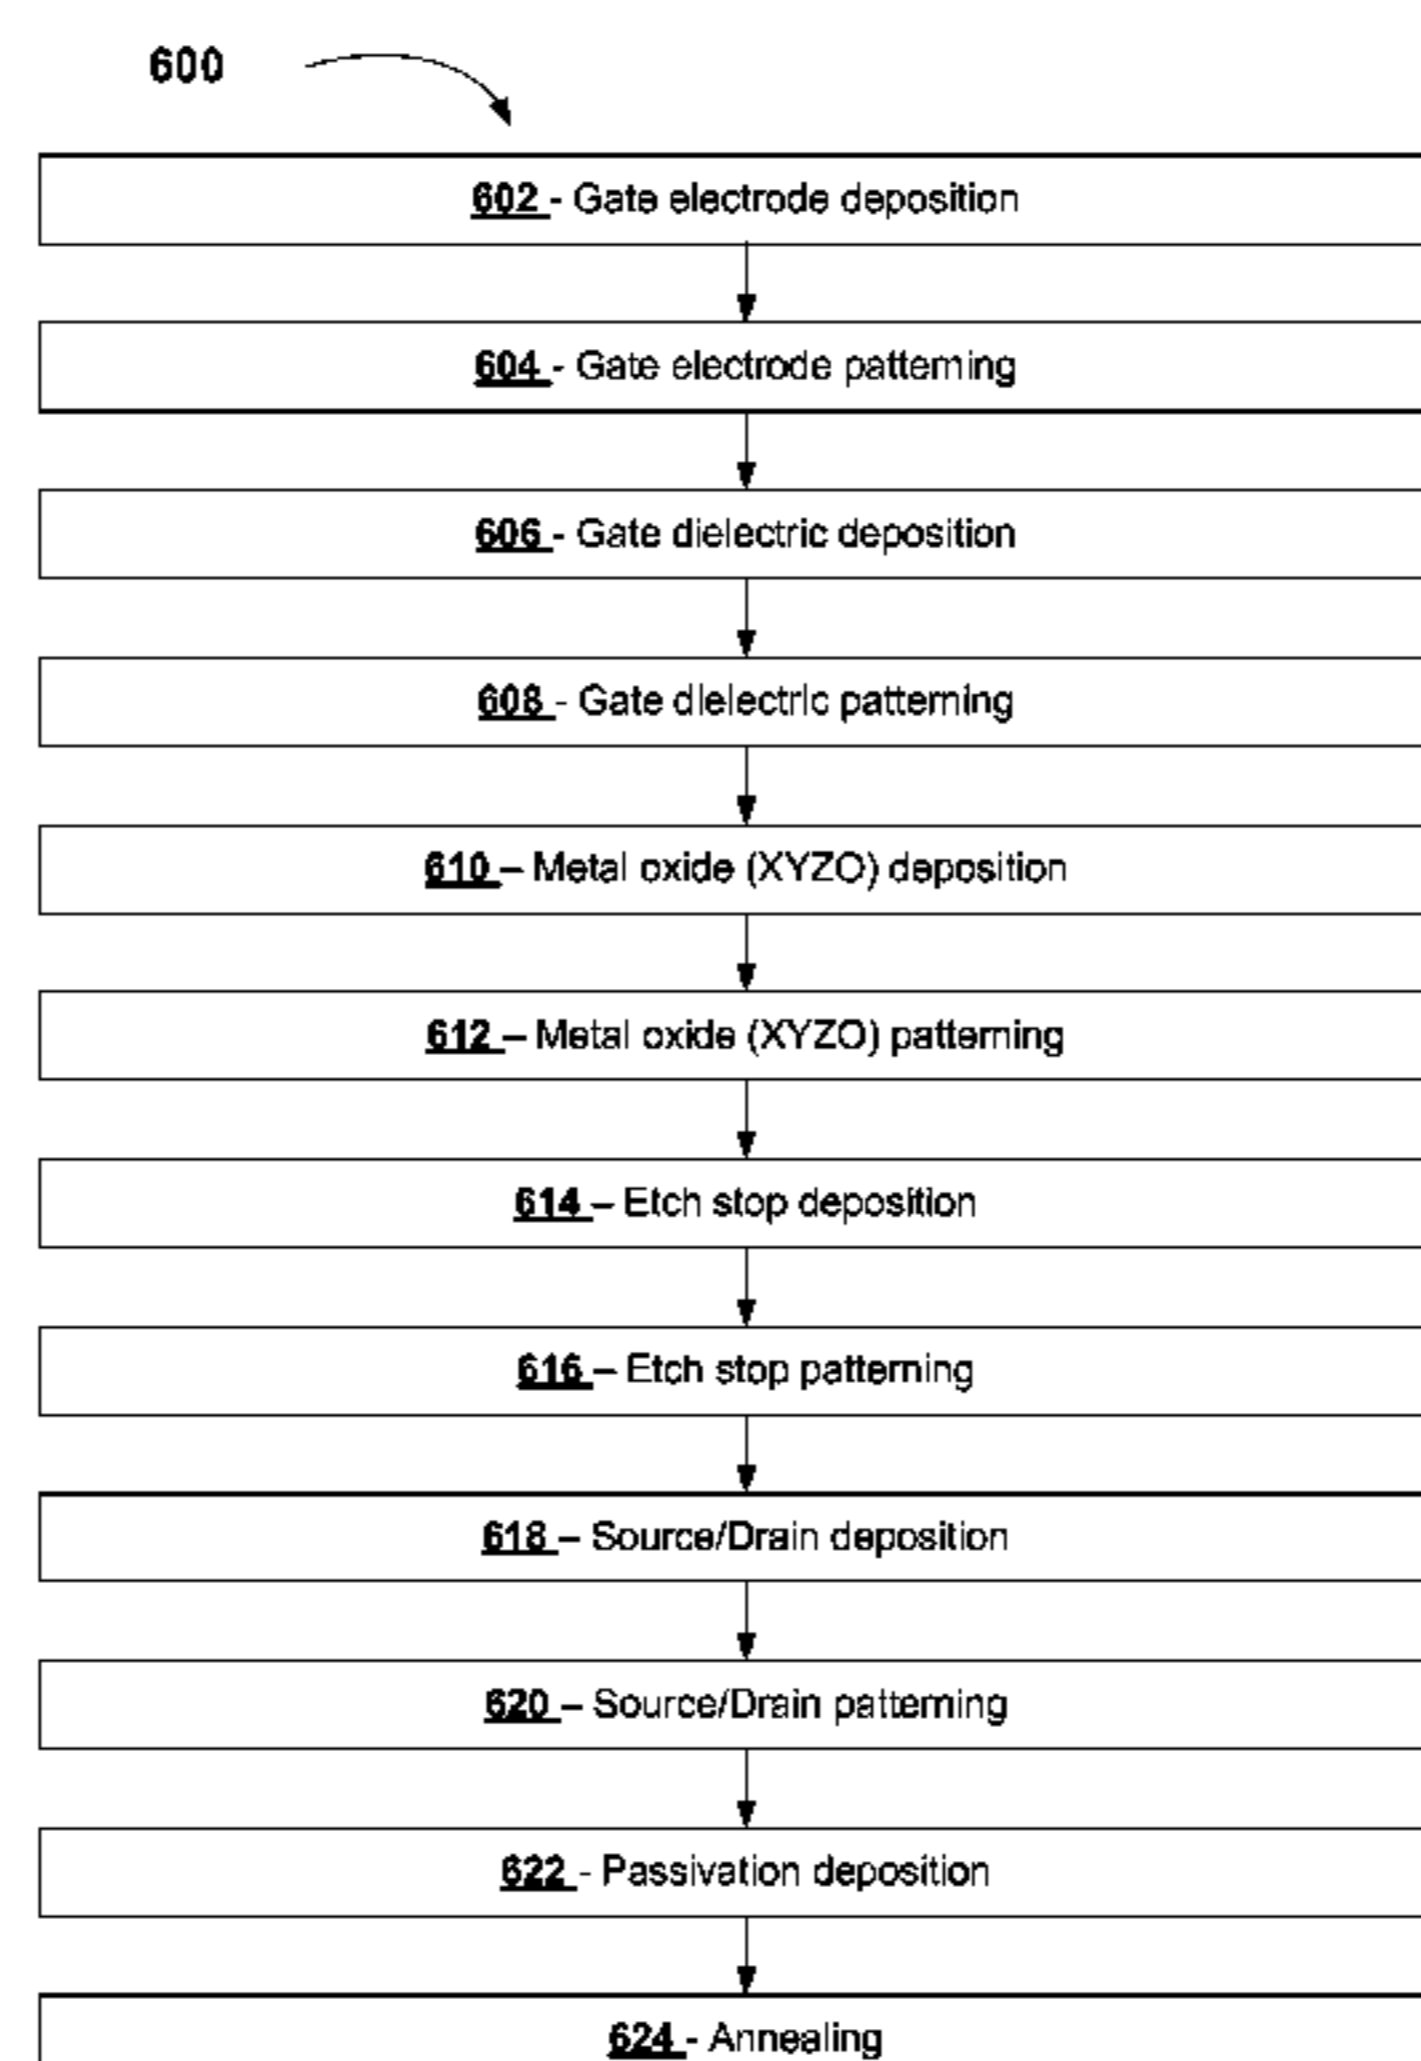 600
602 - Gate electrode deposition
604 - Gate electrode patterning
606 - Gate dielectric deposition
608 - Gate dielectric patterning
610 – Metal oxide (XYZO) deposition
612 – Metal oxide (XYZO) patterning
614 – Etch stop deposition
616 – Etch stop patterning
618 – Source/Drain deposition
620 – Source/Drain patterning
622 - Passivation deposition
624 - Annealing